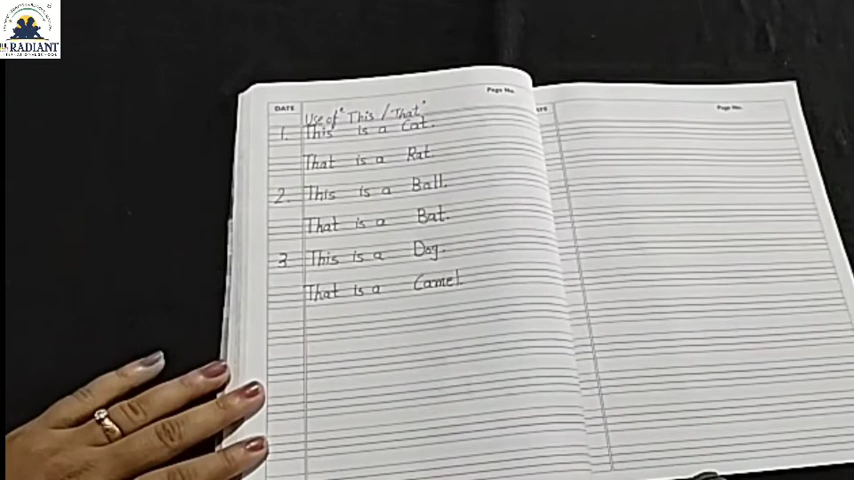 RADIANT
DATE
Page No.
Use of "This / That"
1. This is a Cat.
That is a Rat.
2. This is a Ball.
That is a Bat.
3. This is a Dog.
That is a Camel.
Page No.